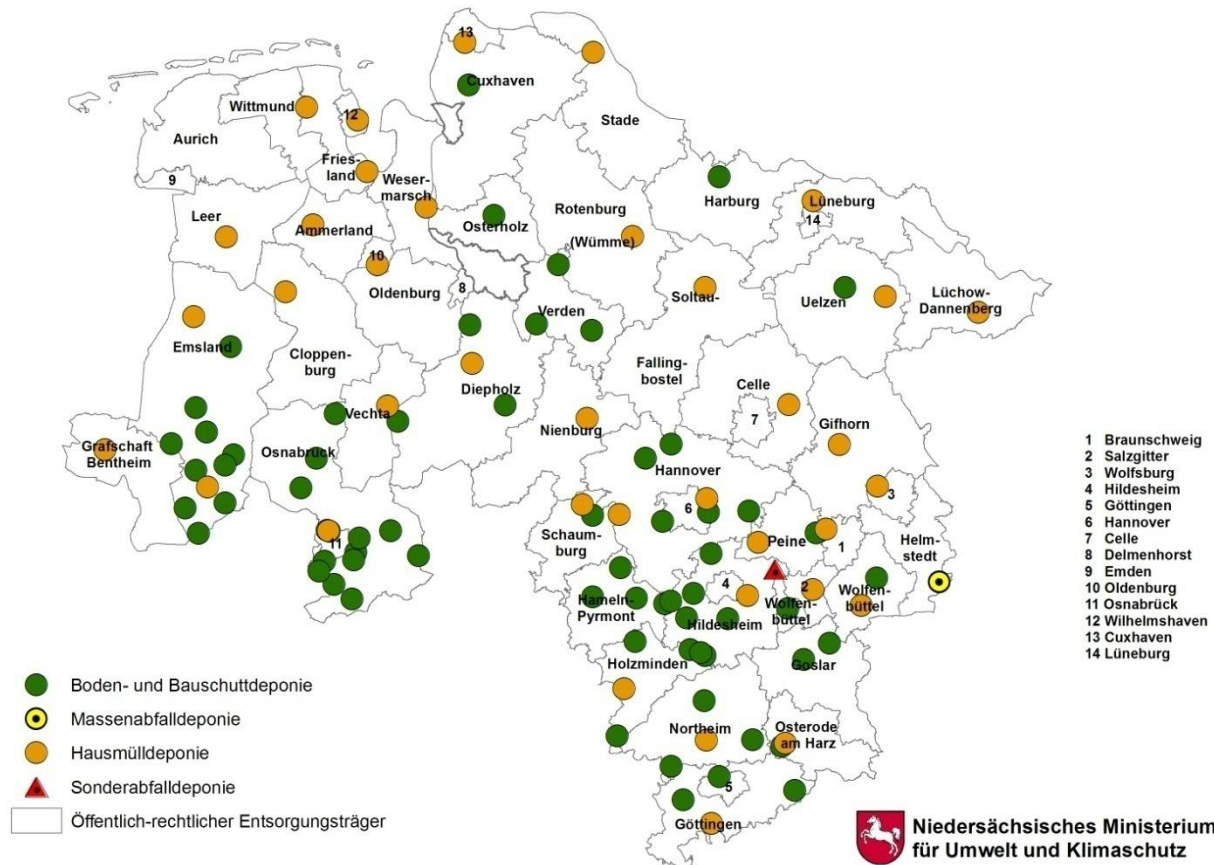 13
Cuxhaven
Wittmund
12
Stade
Aurich
Fries-
land
9
Weser-
marsch
Harburg
Lüneburg
14
Leer
Ammerland
Osterholz
Rotenburg
(Wümme)
10
Oldenburg
8
Soltau-
Uelzen
Lüchow-
Dannenberg
Verden
Emsland
Cloppen-
burg
Diepholz
Falling-
bostel
Celle
7
Vechta
Nienburg
Gifhorn
Grafschaft
Bentheim
Osnabrück
Hannover
6
3
Schaum-
burg
11
Peine
1
Helm-
stedt
4
2
Wolfen-
büttel
Wolfen-
büttel
Hameln-
Pyrmont
Hildesheim
Holzminden
Goslar
Northeim
Osterode
am Harz
5
Göttingen
1 Braunschweig
2 Salzgitter
3 Wolfsburg
4 Hildesheim
5 Göttingen
6 Hannover
7 Celle
8 Delmenhorst
9 Emden
10 Oldenburg
11 Osnabrück
12 Wilhelmshaven
13 Cuxhaven
14 Lüneburg
Boden- und Bauschuttdeponie
Massenabfalldeponie
Hausmülldeponie
Sonderabfalldeponie
Öffentlich-rechtlicher Entsorgungsträger
Niedersächsisches Ministerium
für Umwelt und Klimaschutz